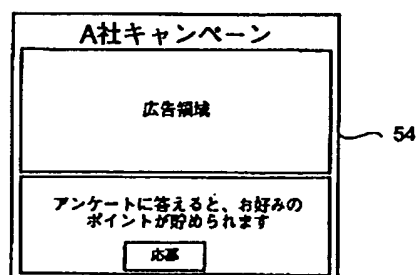 A社キャンペーン
広告領域
54
アンケートに答えると、お好みの
ポイントが貯められます
応募